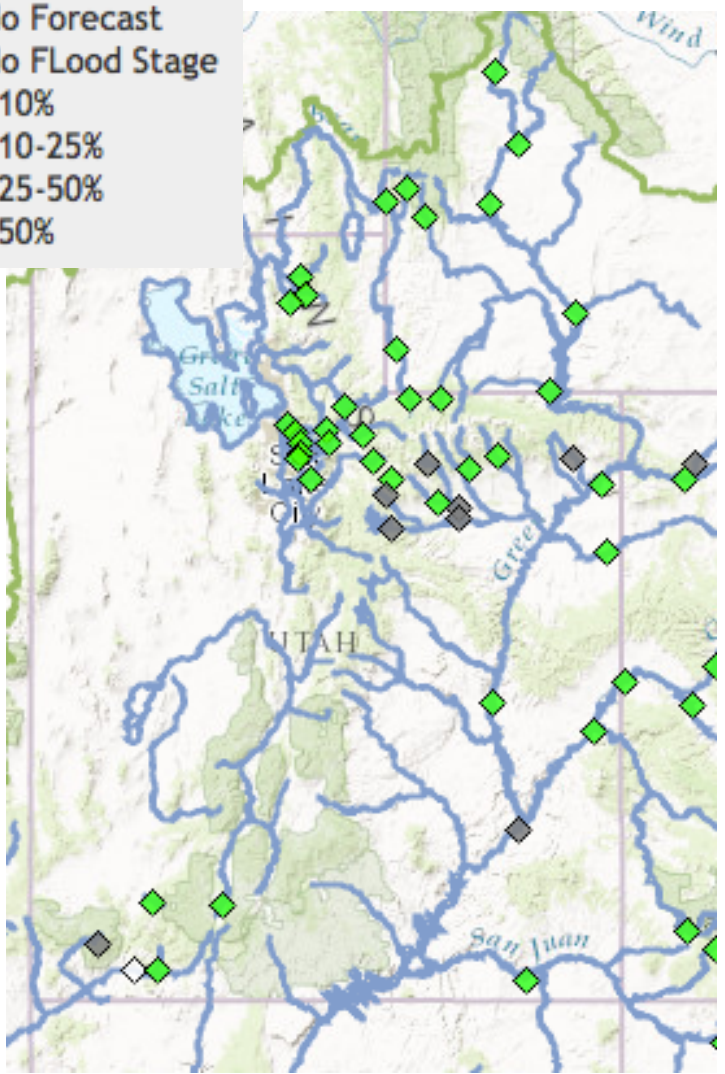 o Forecast
o FLood Stage
10%
10-25%
25-50%
50%
Wind
Great
Salt
Lake
Gree
UTAH
San Juan